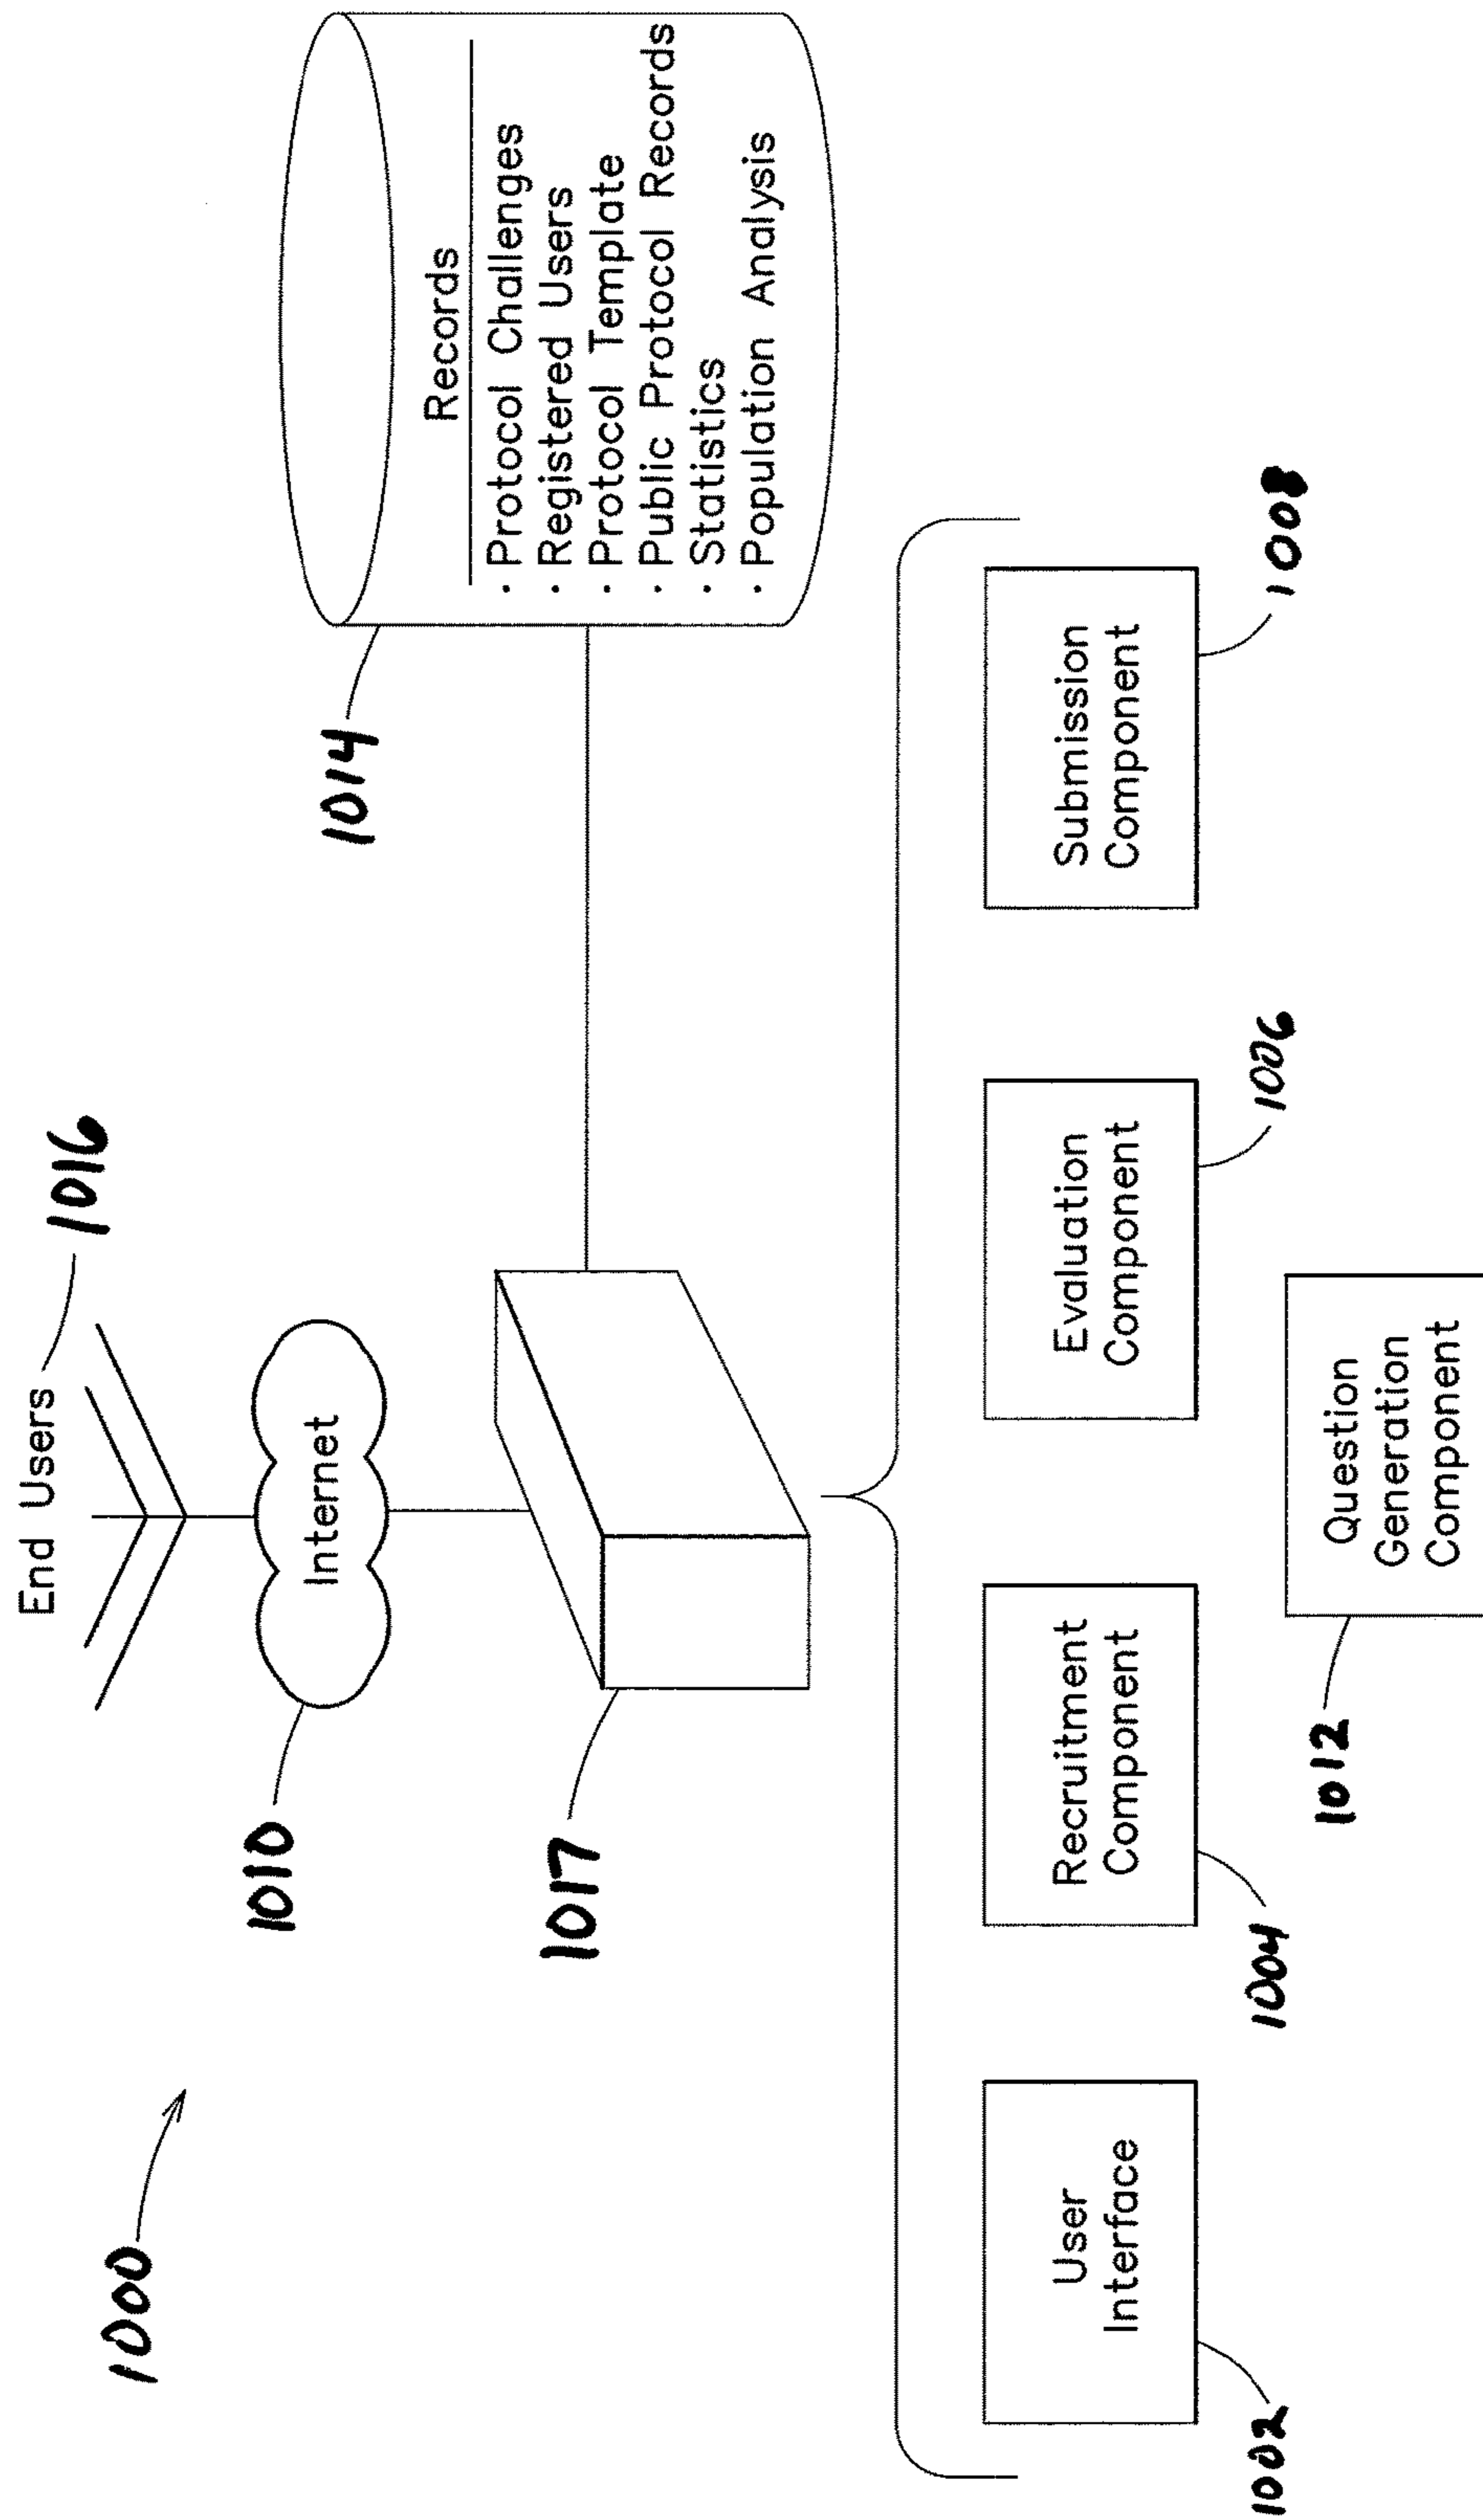 1000
End Users
1016
1010
Internet
1017
1014
Records
· Protocol Challenges
· Registered Users
· Protocol Template
· Public Protocol Records
· Statistics
· Population Analysis
User
Interface
1002
Recruitment
Component
1004
Evaluation
Component
1006
Submission
Component
1008
1012
Question
Generation
Component